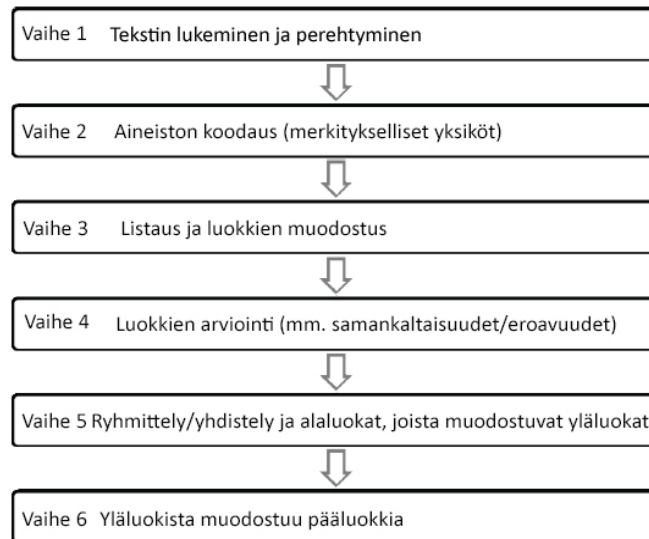 Vaihe 1 Tekstin lukeminen ja perehtyminen
Vaihe 2 Aineiston koodaus (merkitykselliset yksiköt)
Vaihe 3 Listaus ja luokkien muodostus
Vaihe 4 Luokkien arviointi (mm. samankaltaisuudet/eroavuudet)
Vaihe 5 Ryhmittely/yhdistely ja alaluokat, joista muodostuvat yläluokat
Vaihe 6 Yläluokista muodostuu pääluokkia